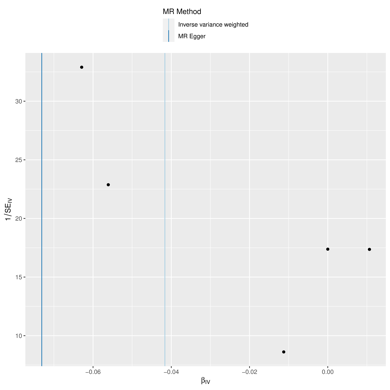 MR Method
Inverse variance weighted
MR Egger
30
25
20
15
10
1/SE_IV
−0.06
−0.04
−0.02
0.00
β_IV